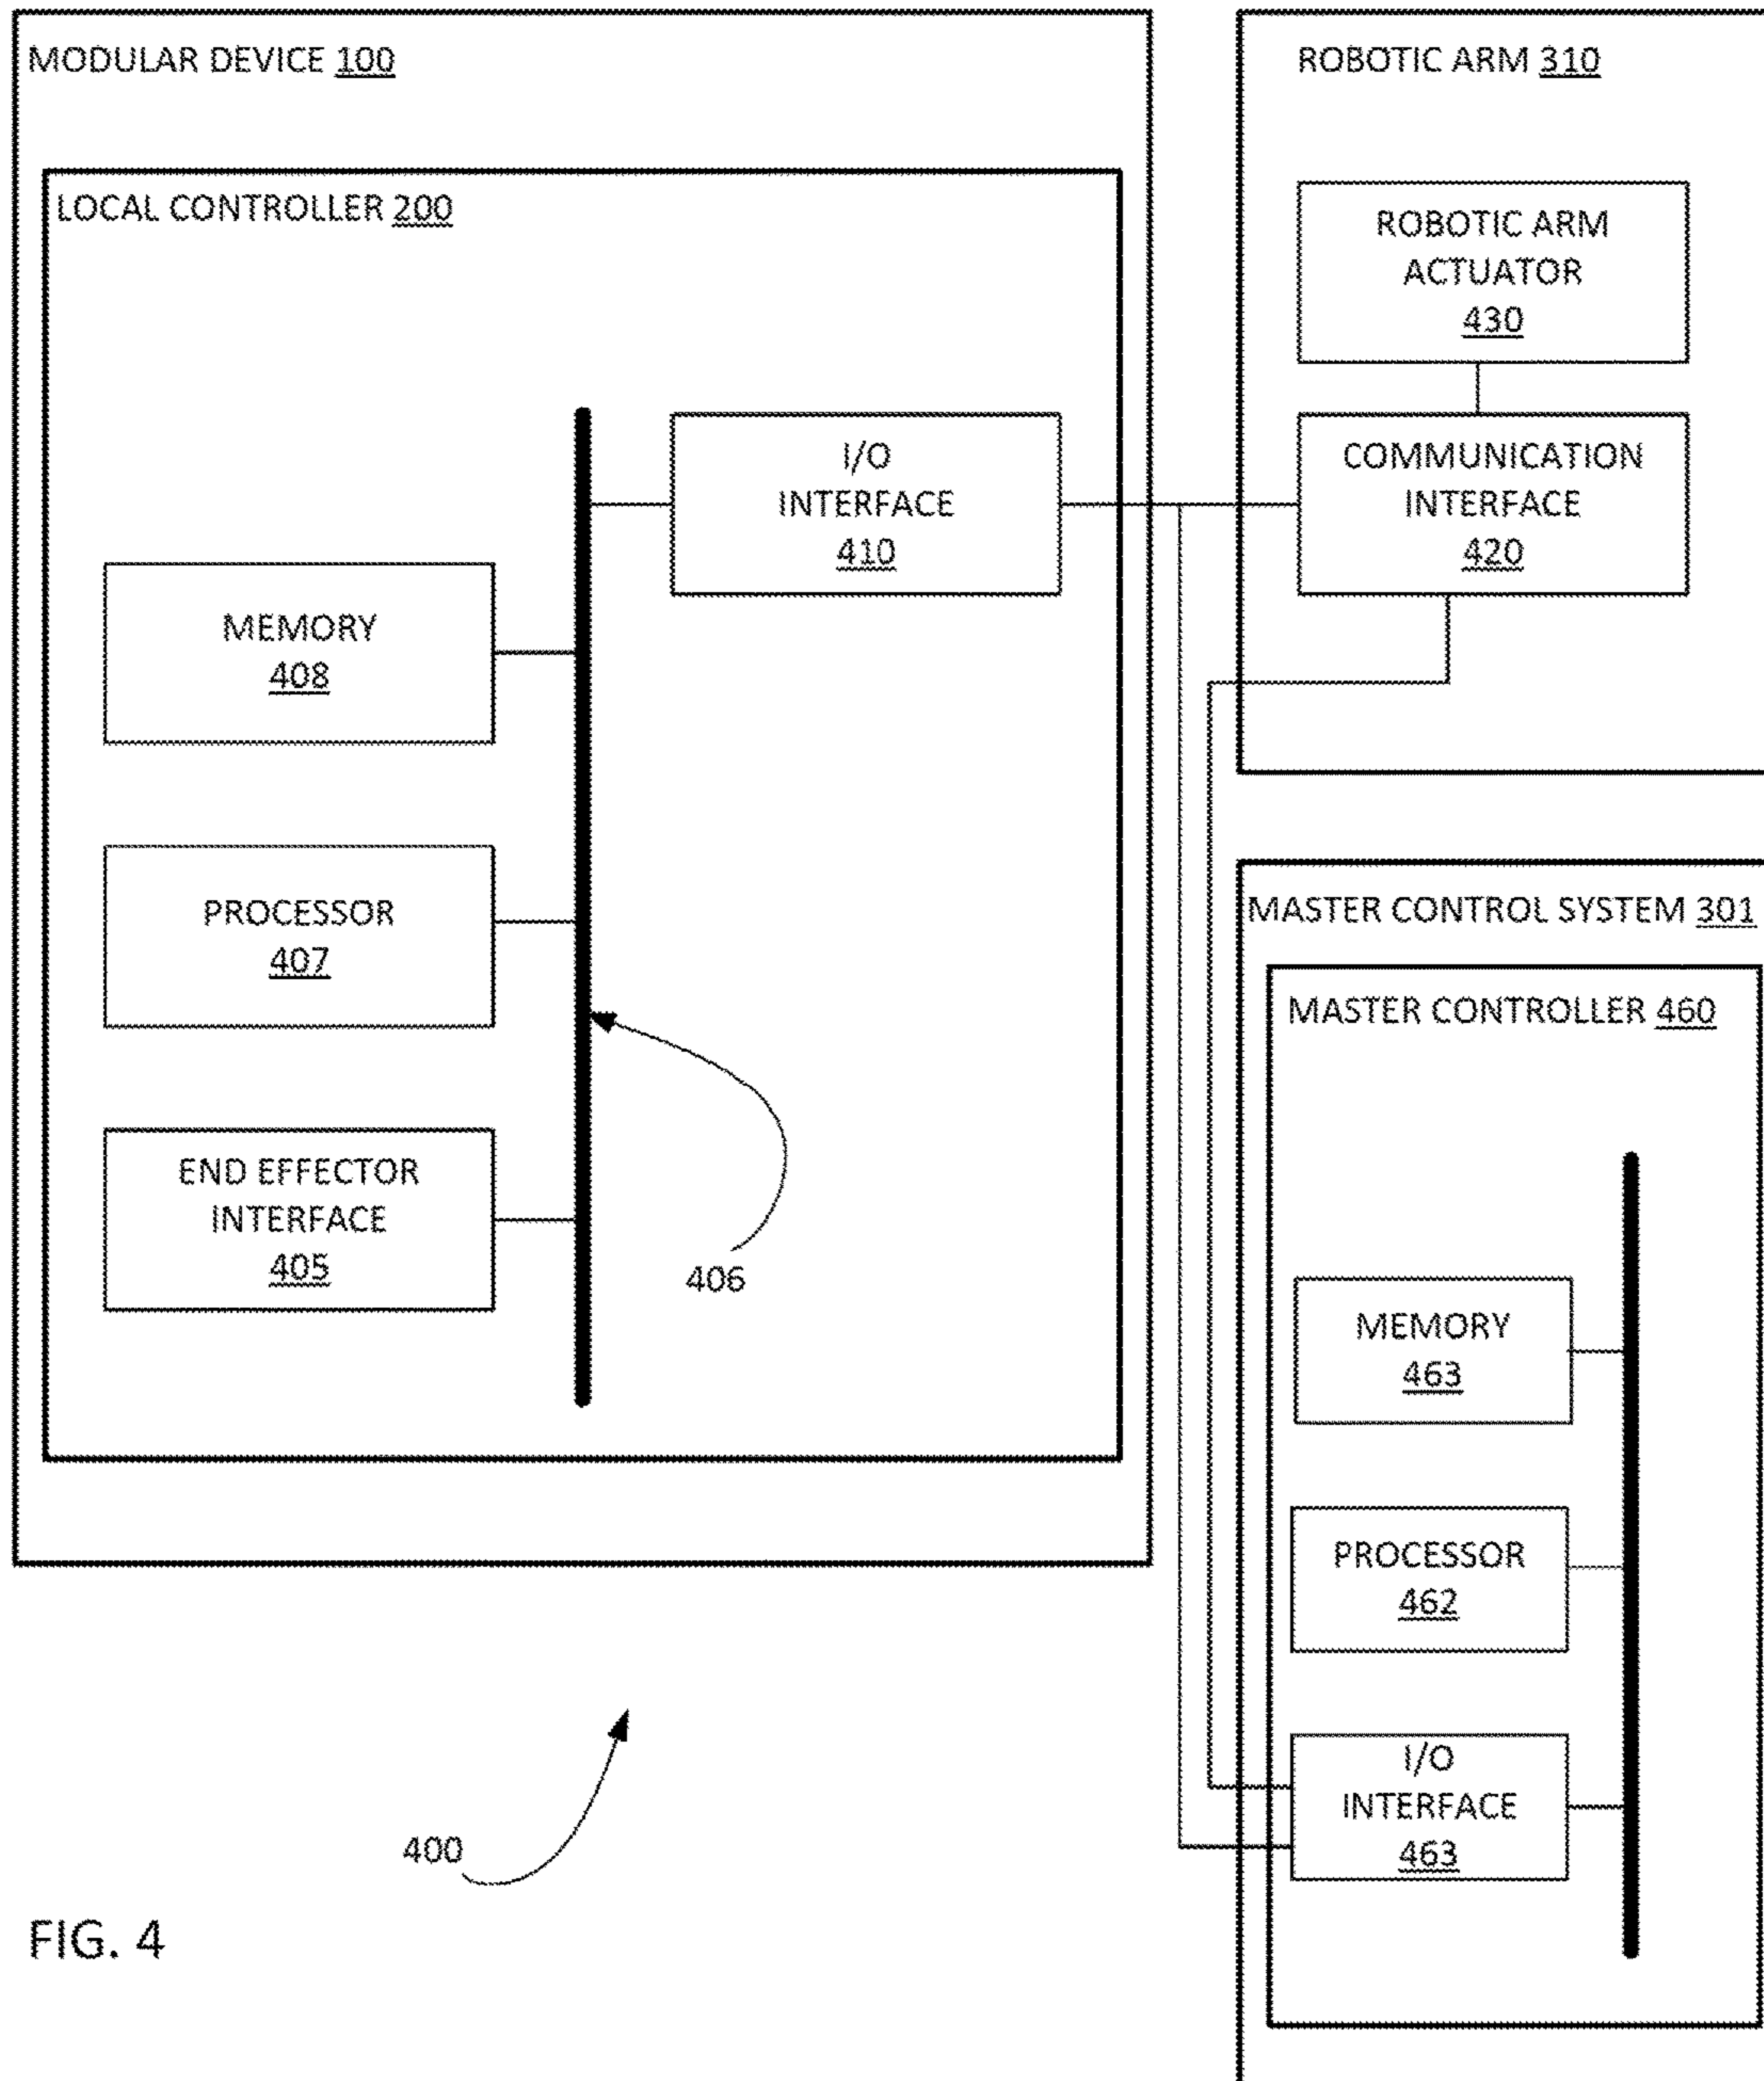 MODULAR DEVICE 100
LOCAL CONTROLLER 200
I/O
INTERFACE
410
MEMORY
408
PROCESSOR
407
END EFFECTOR
INTERFACE
405
406
ROBOTIC ARM 310
ROBOTIC ARM
ACTUATOR
430
COMMUNICATION
INTERFACE
420
MASTER CONTROL SYSTEM 301
MASTER CONTROLLER 460
MEMORY
463
PROCESSOR
462
I/O
INTERFACE
463
400
FIG. 4